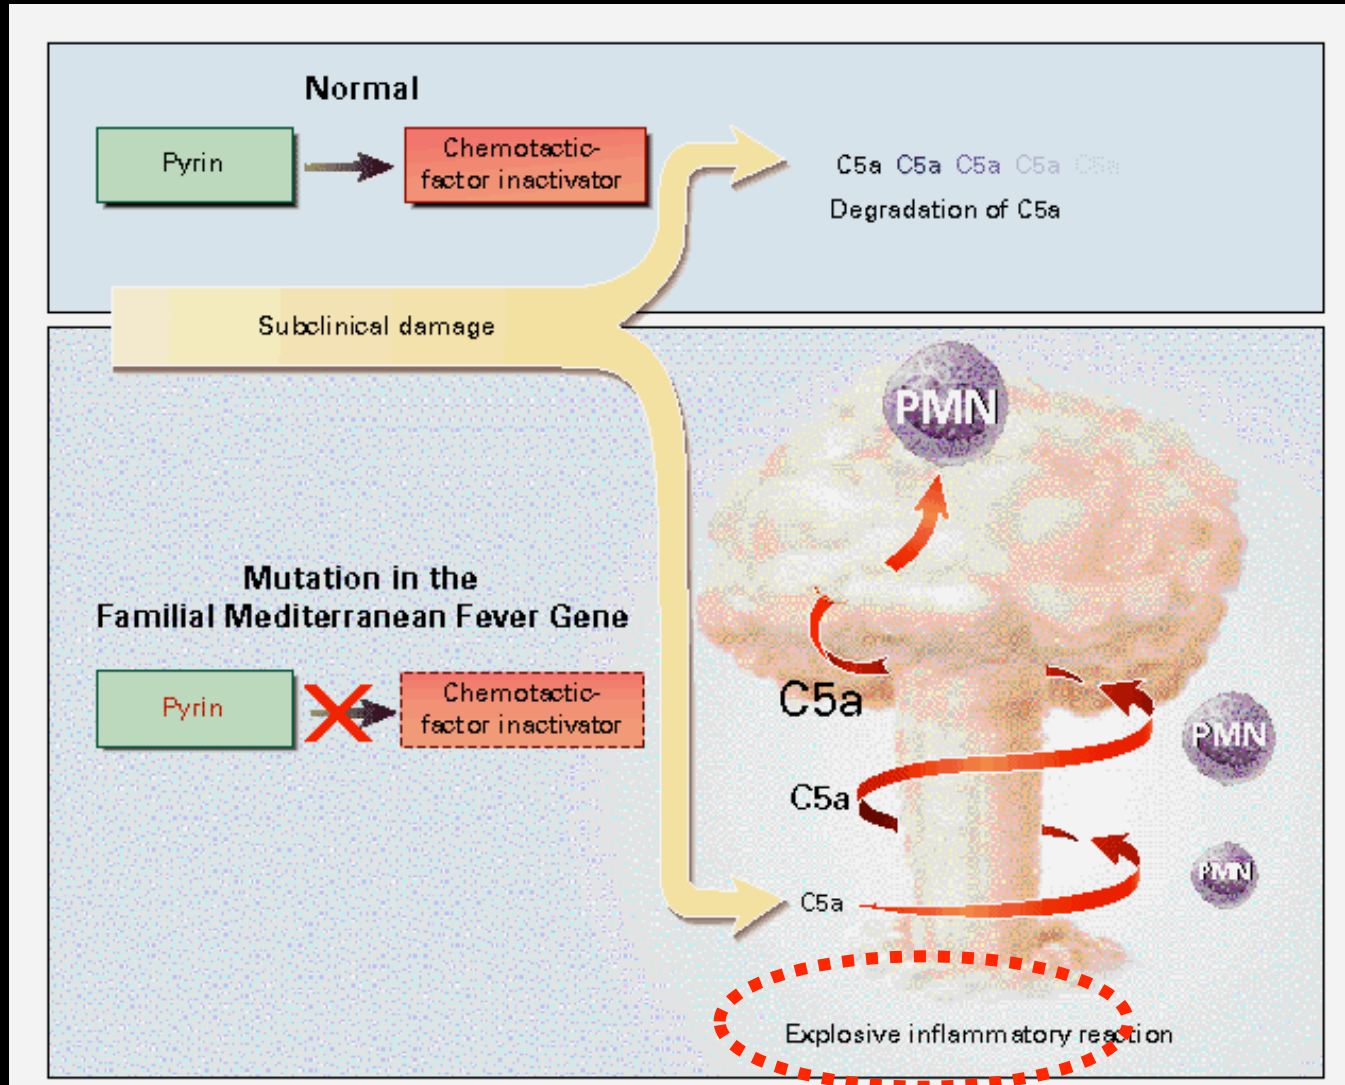 Normal
Pyrin
Chemotactic-
factor inactivator
C5a C5a C5a C5a C5a
Degradation of C5a
Subclinical damage
PMN
Mutation in the
Familial Mediterranean Fever Gene
Pyrin
Chemotactic-
factor inactivator
C5a
PMN
C5a
PMN
C5a
Explosive inflammatory reaction